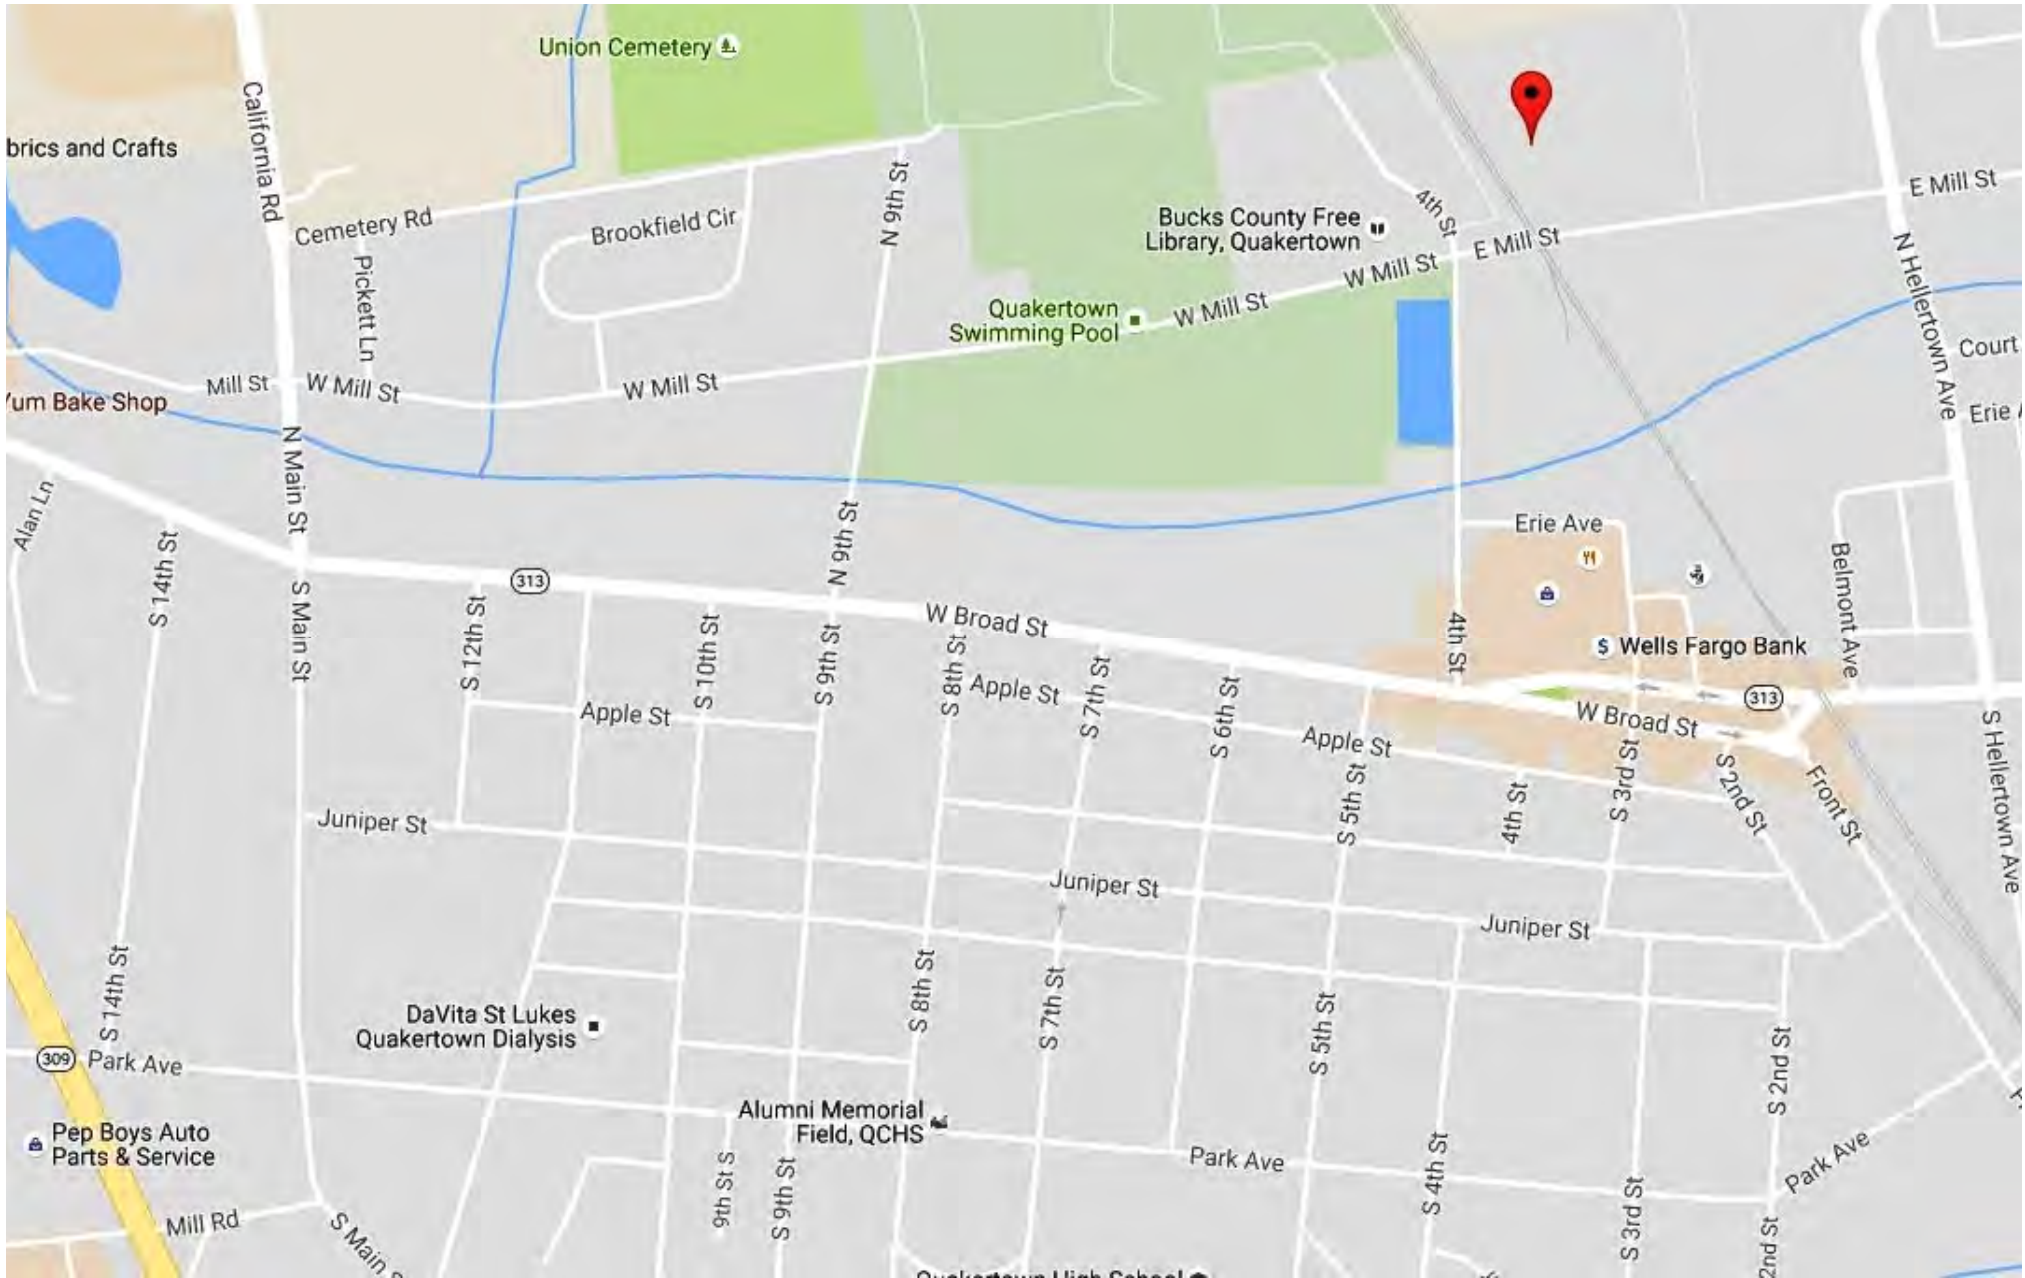 Union Cemetery
California Rd
brics and Crafts
E Mill St
N 9th St
4th St
Bucks County Free
Library, Quakertown
Cemetery Rd
Brookfield Cir
E Mill St
W Mill St
N Hellertown Ave
Pickett Ln
Quakertown
Swimming Pool
W Mill St
Court
Mill St
W Mill St
W Mill St
Yum Bake Shop
Erie
N Main St
Alan Ln
S 14th St
N 9th St
Erie Ave
Belmont Ave
313
S Main St
S 12th St
S 10th St
S 9th St
W Broad St
S 8th St
4th St
Wells Fargo Bank
Apple St
S 7th St
S 6th St
313
Apple St
W Broad St
Apple St
S Hellertown Ave
S 5th St
4th St
S 3rd St
S 2nd St
Front St
Juniper St
Juniper St
Juniper St
S 14th St
S 8th St
S 7th St
S 5th St
DaVita St Lukes
Quakertown Dialysis
309
Park Ave
S 2nd St
Alumni Memorial
Field, QCHS
Pep Boys Auto
Parts & Service
Park Ave
Park Ave
9th St S
S 9th St
S 4th St
S 3rd St
2nd St
Mill Rd
S Main S
Quakertown High School